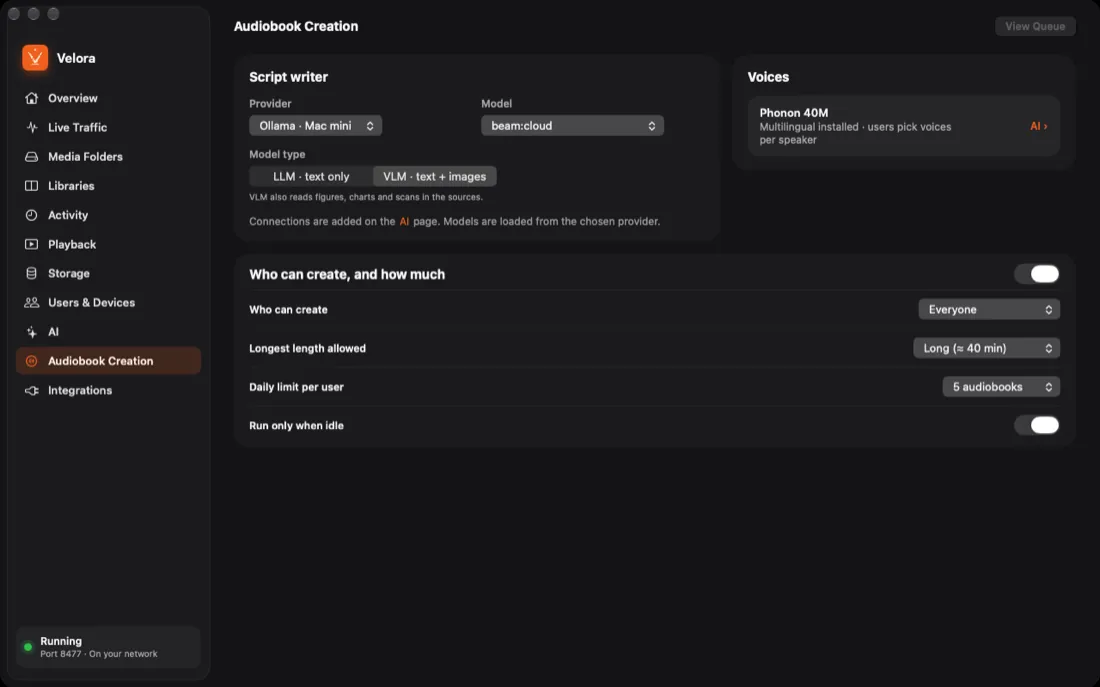 Velora
Overview
Live Traffic
Media Folders
Libraries
Activity
Playback
Storage
Users & Devices
AI
Audiobook Creation
Integrations
Running
Port 8477 · On your network
Audiobook Creation
View Queue
Script writer
Provider
Model
Ollama · Mac mini
beam:cloud
Model type
LLM · text only
VLM · text + images
VLM also reads figures, charts and scans in the sources.
Connections are added on the AI page. Models are loaded from the chosen provider.
Voices
Phonon 40M
Multilingual installed · users pick voices
per speaker
AI ›
Who can create, and how much
Who can create
Everyone
Longest length allowed
Long (≈ 40 min)
Daily limit per user
5 audiobooks
Run only when idle